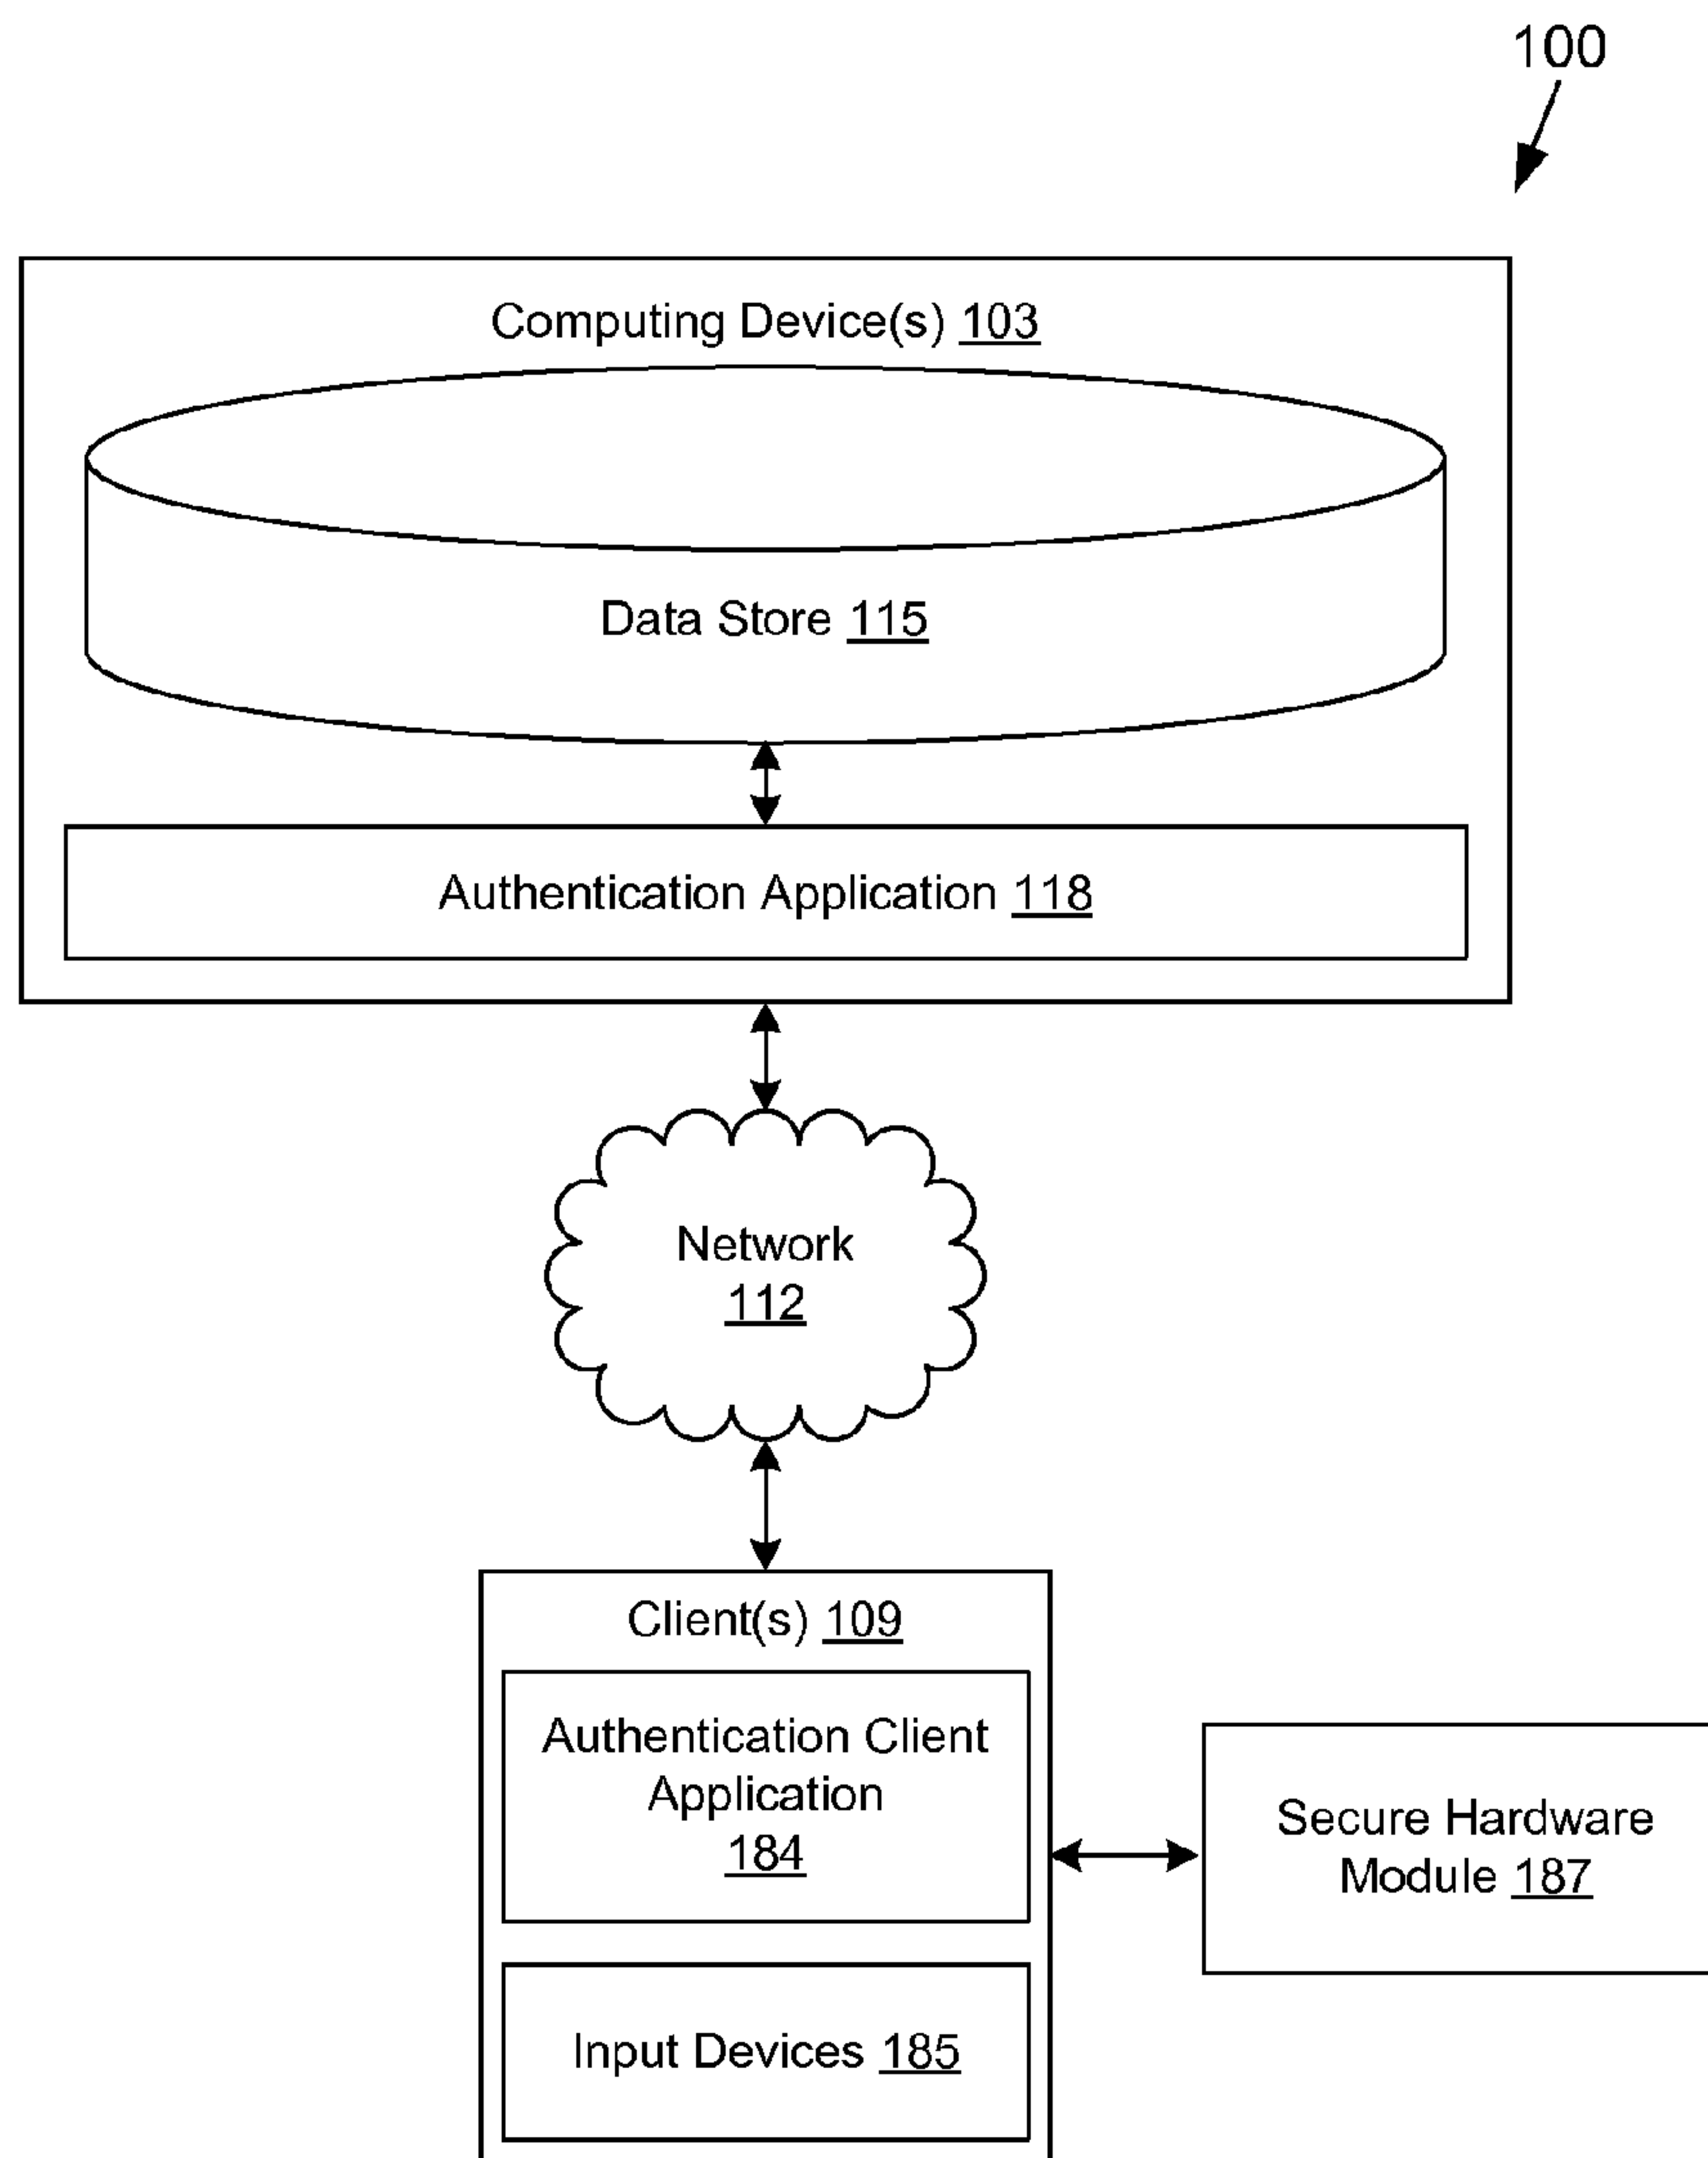 100
Computing Device(s) 103
Data Store 115
Authentication Application 118
Network
112
Client(s) 109
Authentication Client
Application
184
Secure Hardware
Module 187
Input Devices 185